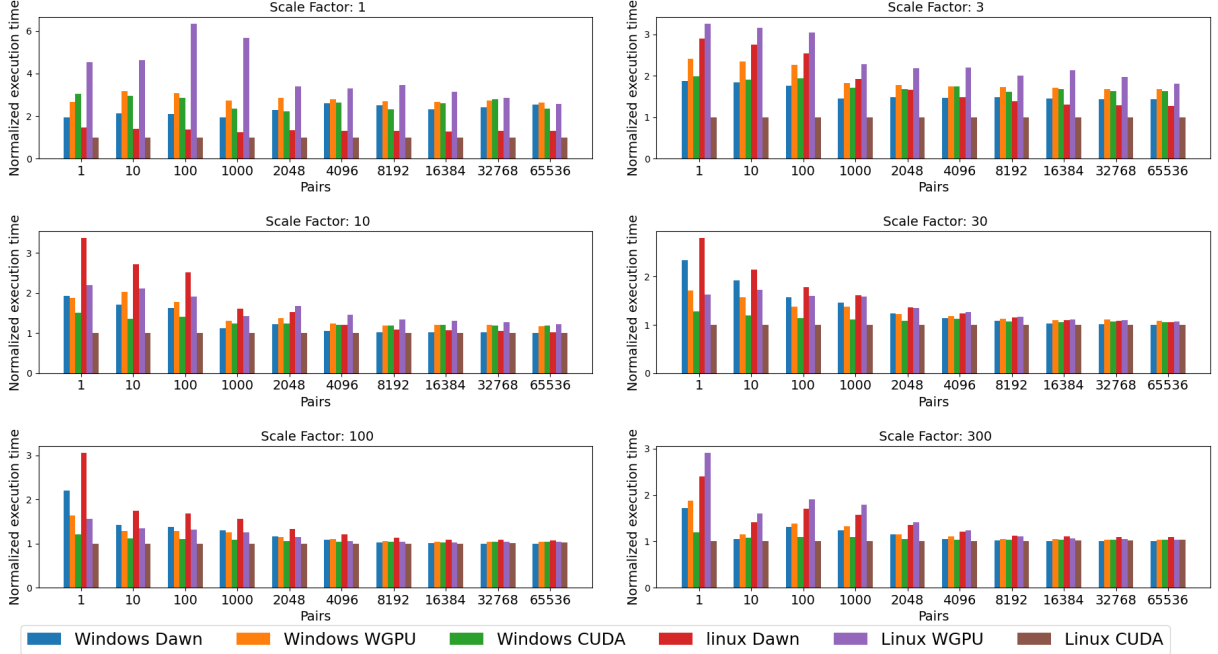 Scale Factor: 1
Normalized execution time
6
4
2
0
1 10 100 1000 2048 4096 8192 16384 32768 65536
Pairs
Scale Factor: 3
Normalized execution time
3
2
1
0
1 10 100 1000 2048 4096 8192 16384 32768 65536
Pairs
Scale Factor: 10
Normalized execution time
3
2
1
0
1 10 100 1000 2048 4096 8192 16384 32768 65536
Pairs
Scale Factor: 30
Normalized execution time
2
1
0
1 10 100 1000 2048 4096 8192 16384 32768 65536
Pairs
Scale Factor: 100
Normalized execution time
3
2
1
0
1 10 100 1000 2048 4096 8192 16384 32768 65536
Pairs
Scale Factor: 300
Normalized execution time
3
2
1
0
1 10 100 1000 2048 4096 8192 16384 32768 65536
Pairs
Windows Dawn Windows WGPU Windows CUDA linux Dawn Linux WGPU Linux CUDA